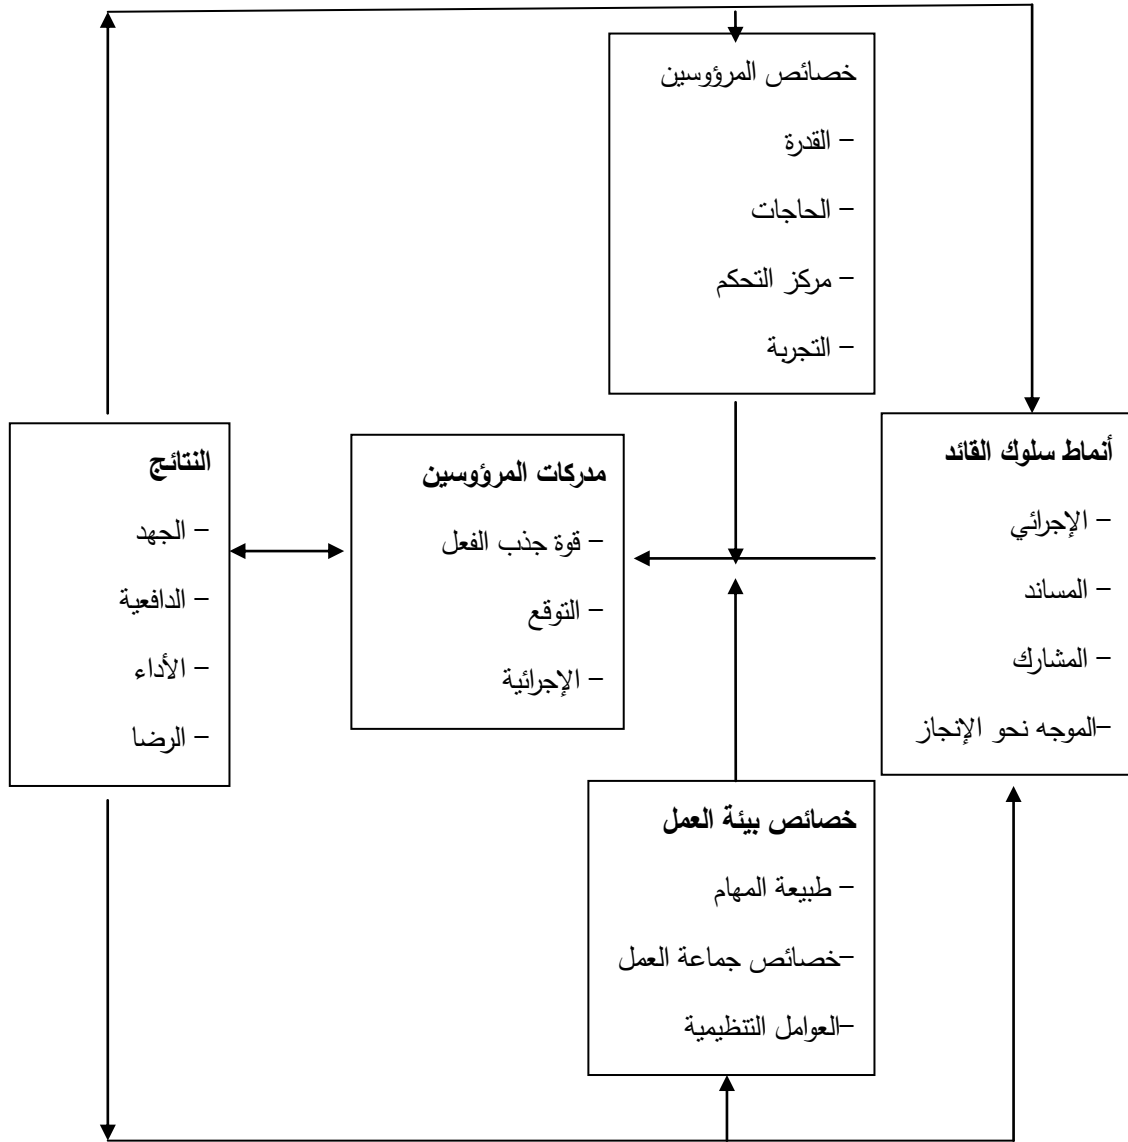 خصائص المرؤوسين
– القدرة
– الحاجات
– مركز التحكم
– التجربة
أنماط سلوك القائد
– الإجرائي
– المساند
– المشارك
–الموجه نحو الإنجاز
مدركات المرؤوسين
– قوة جذب الفعل
– التوقع
– الإجرائية
النتائج
– الجهد
– الدافعية
– الأداء
– الرضا
خصائص بيئة العمل
– طبيعة المهام
–خصائص جماعة العمل
–العوامل التنظيمية